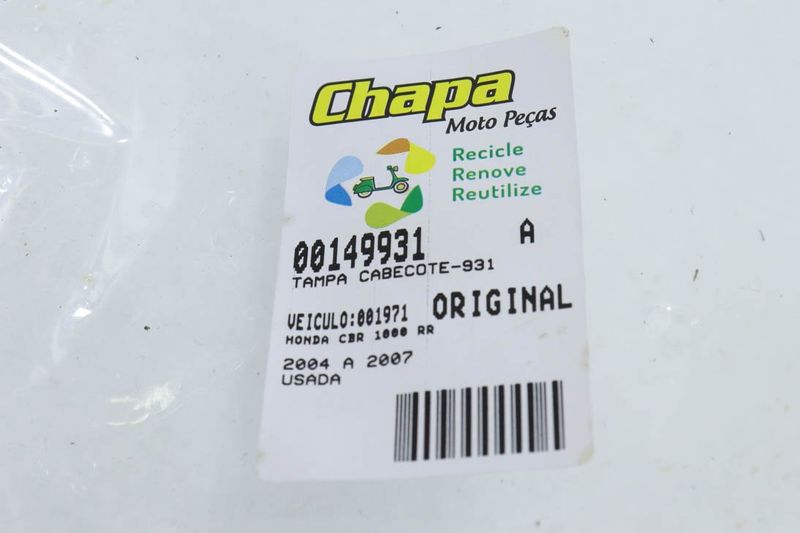 Chapa
Moto Peças
Recicle
Renove
Reutilize
00149931 A
TAMPA CABECOTE-931
VEICULO:001971 ORIGINAL
HONDA CBR 1000 RR
2004 A 2007
USADA